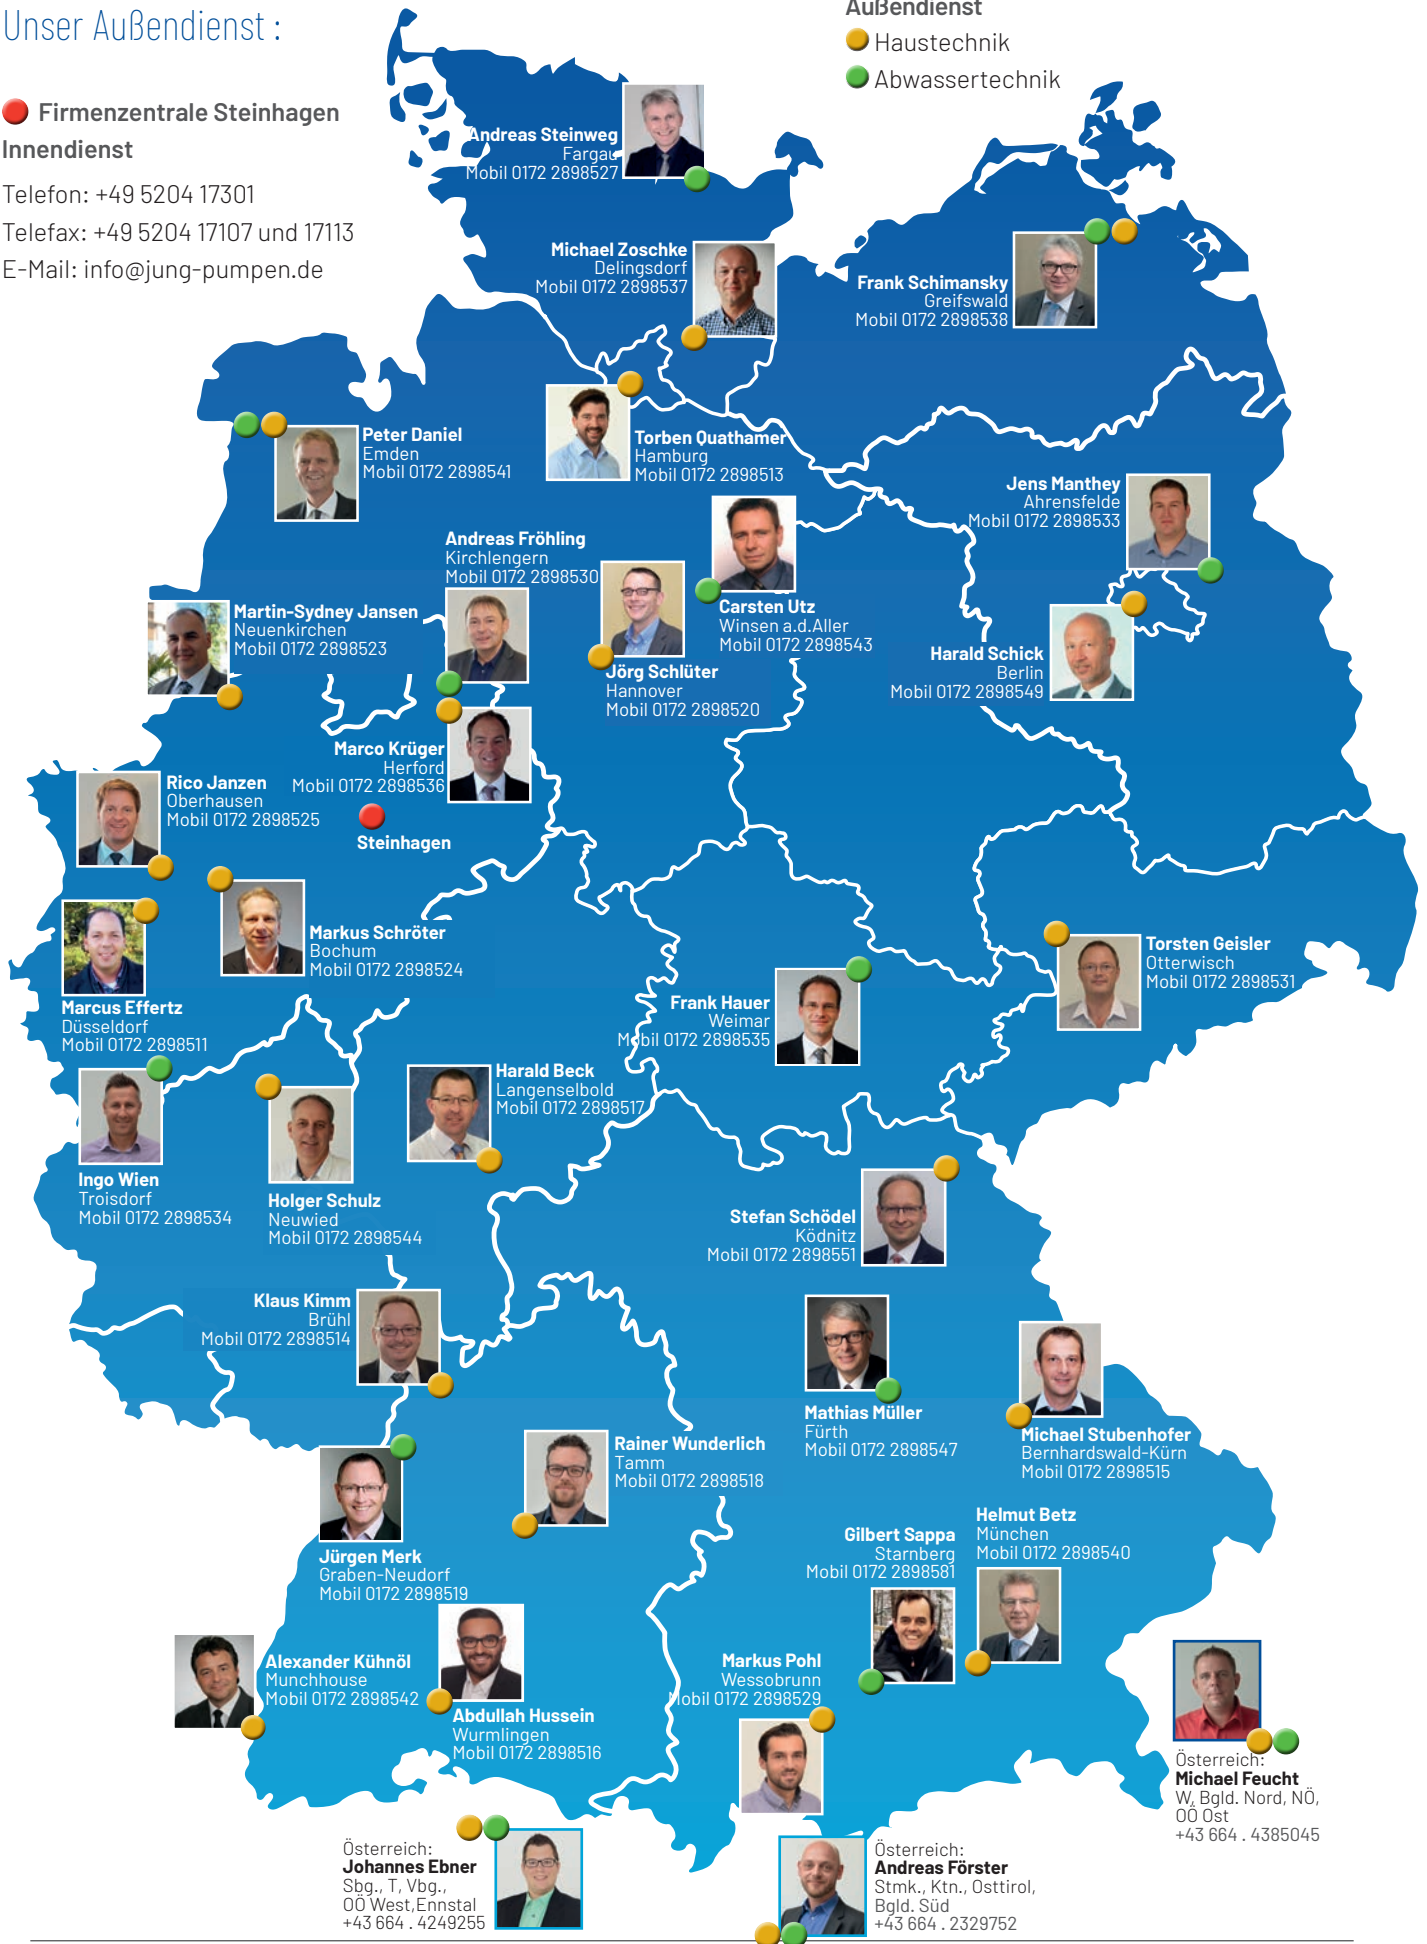 Unser Außendienst :
Firmenzentrale Steinhagen
Innendienst
Telefon: +49 5204 17301
Telefax: +49 5204 17107 und 17113
E-Mail: info@jung-pumpen.de
Außendienst
Haustechnik
Abwassertechnik
Andreas Steinweg
Fargau
Mobil 0172 2898527
Michael Zoschke
Delingsdorf
Mobil 0172 2898537
Frank Schimansky
Greifswald
Mobil 0172 2898538
Peter Daniel
Emden
Mobil 0172 2898541
Torben Quathamer
Hamburg
Mobil 0172 2898513
Jens Manthey
Ahrensfelde
Mobil 0172 2898533
Andreas Fröhling
Kirchlengern
Mobil 0172 2898530
Carsten Utz
Winsen a.d.Aller
Mobil 0172 2898543
Martin-Sydney Jansen
Neuenkirchen
Mobil 0172 2898523
Jörg Schlüter
Hannover
Mobil 0172 2898520
Harald Schick
Berlin
Mobil 0172 2898549
Marco Krüger
Herford
Mobil 0172 2898536
Rico Janzen
Oberhausen
Mobil 0172 2898525
Steinhagen
Markus Schröter
Bochum
Mobil 0172 2898524
Torsten Geisler
Otterwisch
Mobil 0172 2898531
Marcus Effertz
Düsseldorf
Mobil 0172 2898511
Frank Hauer
Weimar
Mobil 0172 2898535
Harald Beck
Langenselbold
Mobil 0172 2898517
Ingo Wien
Troisdorf
Mobil 0172 2898534
Holger Schulz
Neuwied
Mobil 0172 2898544
Stefan Schödel
Ködnitz
Mobil 0172 2898551
Klaus Kimm
Brühl
Mobil 0172 2898514
Mathias Müller
Fürth
Mobil 0172 2898547
Michael Stubenhofer
Bernhardswald-Kürn
Mobil 0172 2898515
Rainer Wunderlich
Tamm
Mobil 0172 2898518
Helmut Betz
München
Mobil 0172 2898540
Gilbert Sappa
Starnberg
Mobil 0172 2898581
Jürgen Merk
Graben-Neudorf
Mobil 0172 2898519
Alexander Kühnöl
Munchhouse
Mobil 0172 2898542
Abdullah Hussein
Wurmlingen
Mobil 0172 2898516
Markus Pohl
Wessobrunn
Mobil 0172 2898529
Österreich:
Michael Feucht
W, Bgld. Nord, NÖ,
OÖ Ost
+43 664 . 4385045
Österreich:
Johannes Ebner
Sbg., T, Vbg.,
OÖ West,Ennstal
+43 664 . 4249255
Österreich:
Andreas Förster
Stmk., Ktn., Osttirol,
Bgld. Süd
+43 664 . 2329752